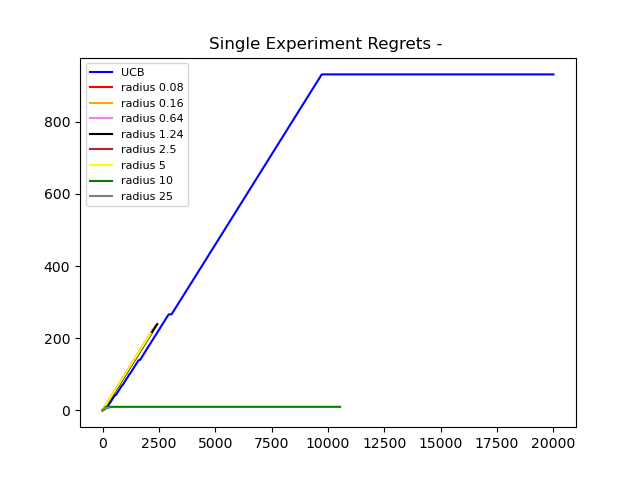 Single Experiment Regrets -
UCB
radius 0.08
radius 0.16
radius 0.64
radius 1.24
radius 2.5
radius 5
radius 10
radius 25
800
600
400
200
0
0 2500 5000 7500 10000 12500 15000 17500 20000